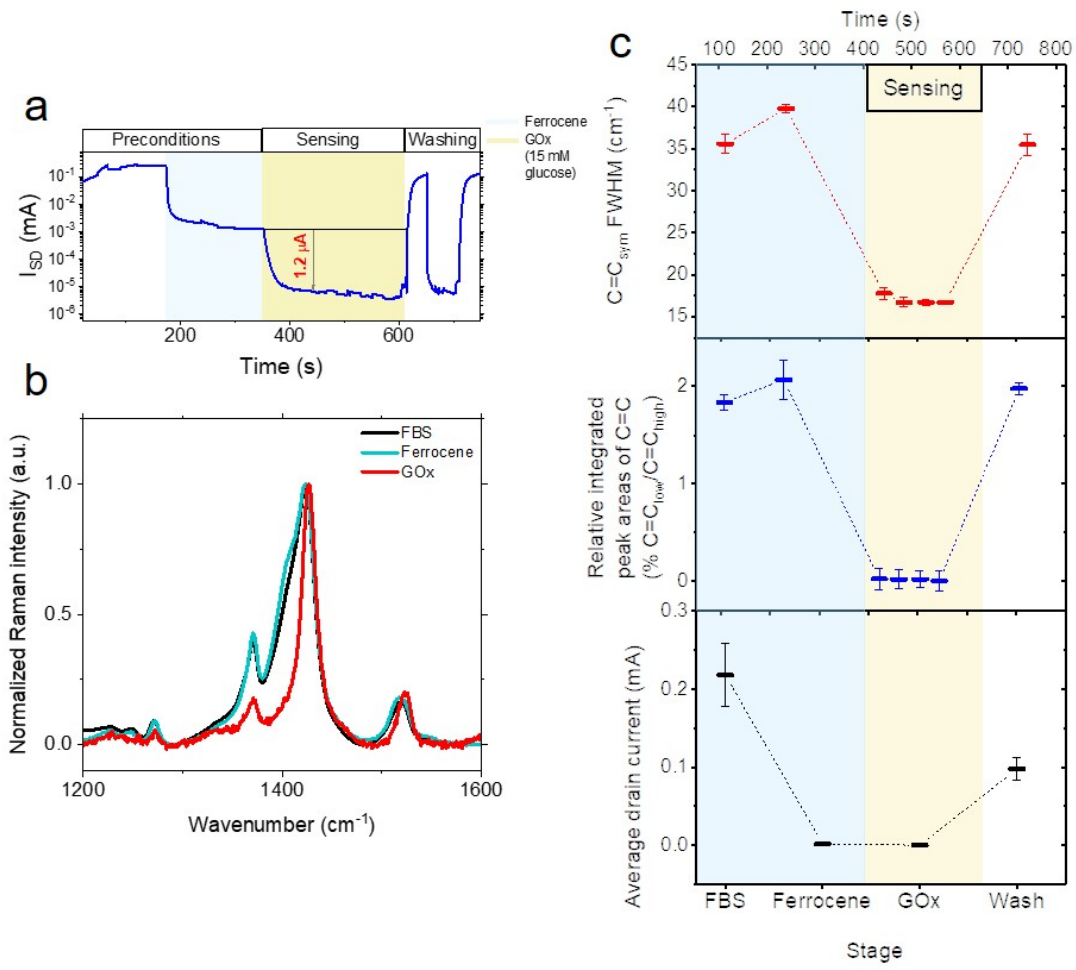 a
Preconditions Sensing Washing
Ferrocene
GOx
(15 mM
glucose)
I_SD (mA)
10⁻¹
10⁻²
10⁻³
10⁻⁴
10⁻⁵
10⁻⁶
1.2 µA
200 400 600
Time (s)
b
Normalized Raman intensity (a.u.)
1.0
0.5
0.0
FBS
Ferrocene
GOx
1200 1400 1600
Wavenumber (cm⁻¹)
c
Time (s)
100 200 300 400 500 600 700 800
Sensing
C=C_sym FWHM (cm⁻¹)
45
40
35
30
25
20
15
Relative integrated
peak areas of C=C
(% C=C_low/C=C_high)
2
1
0
Average drain current (mA)
0.3
0.2
0.1
0.0
FBS Ferrocene GOx Wash
Stage